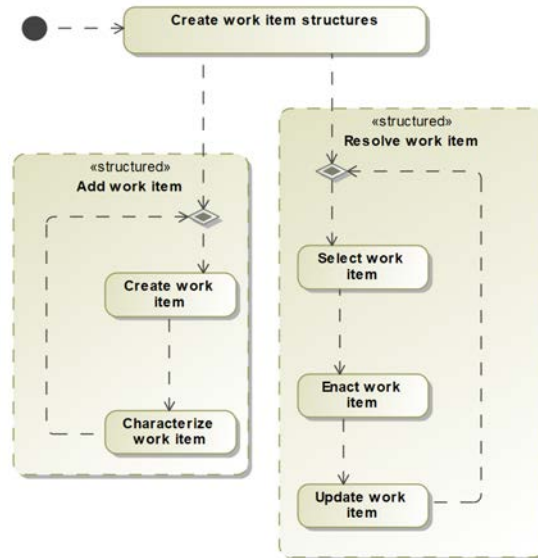 Create work item structures
«structured»
Add work item
Create work
item
Characterize
work item
«structured»
Resolve work item
Select work
item
Enact work
item
Update work
item